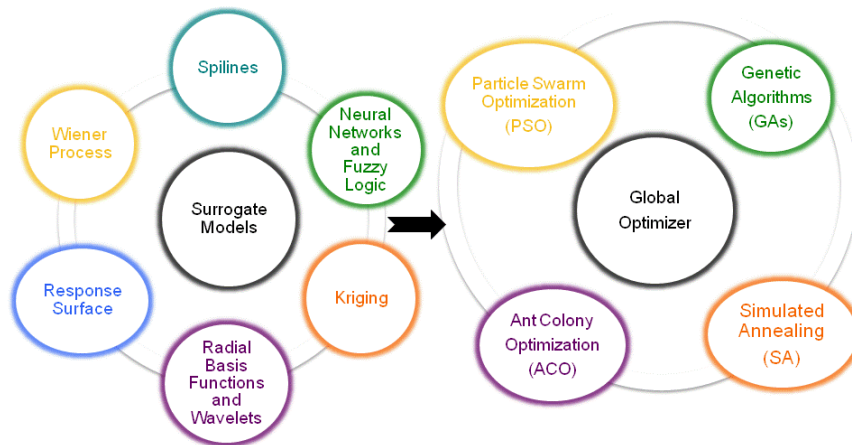 Spilines
Neural
Networks
and
Fuzzy
Logic
Kriging
Radial
Basis
Functions
and
Wavelets
Response
Surface
Wiener
Process
Surrogate
Models
Particle Swarm
Optimization
(PSO)
Genetic
Algorithms
(GAs)
Global
Optimizer
Ant Colony
Optimization
(ACO)
Simulated
Annealing
(SA)